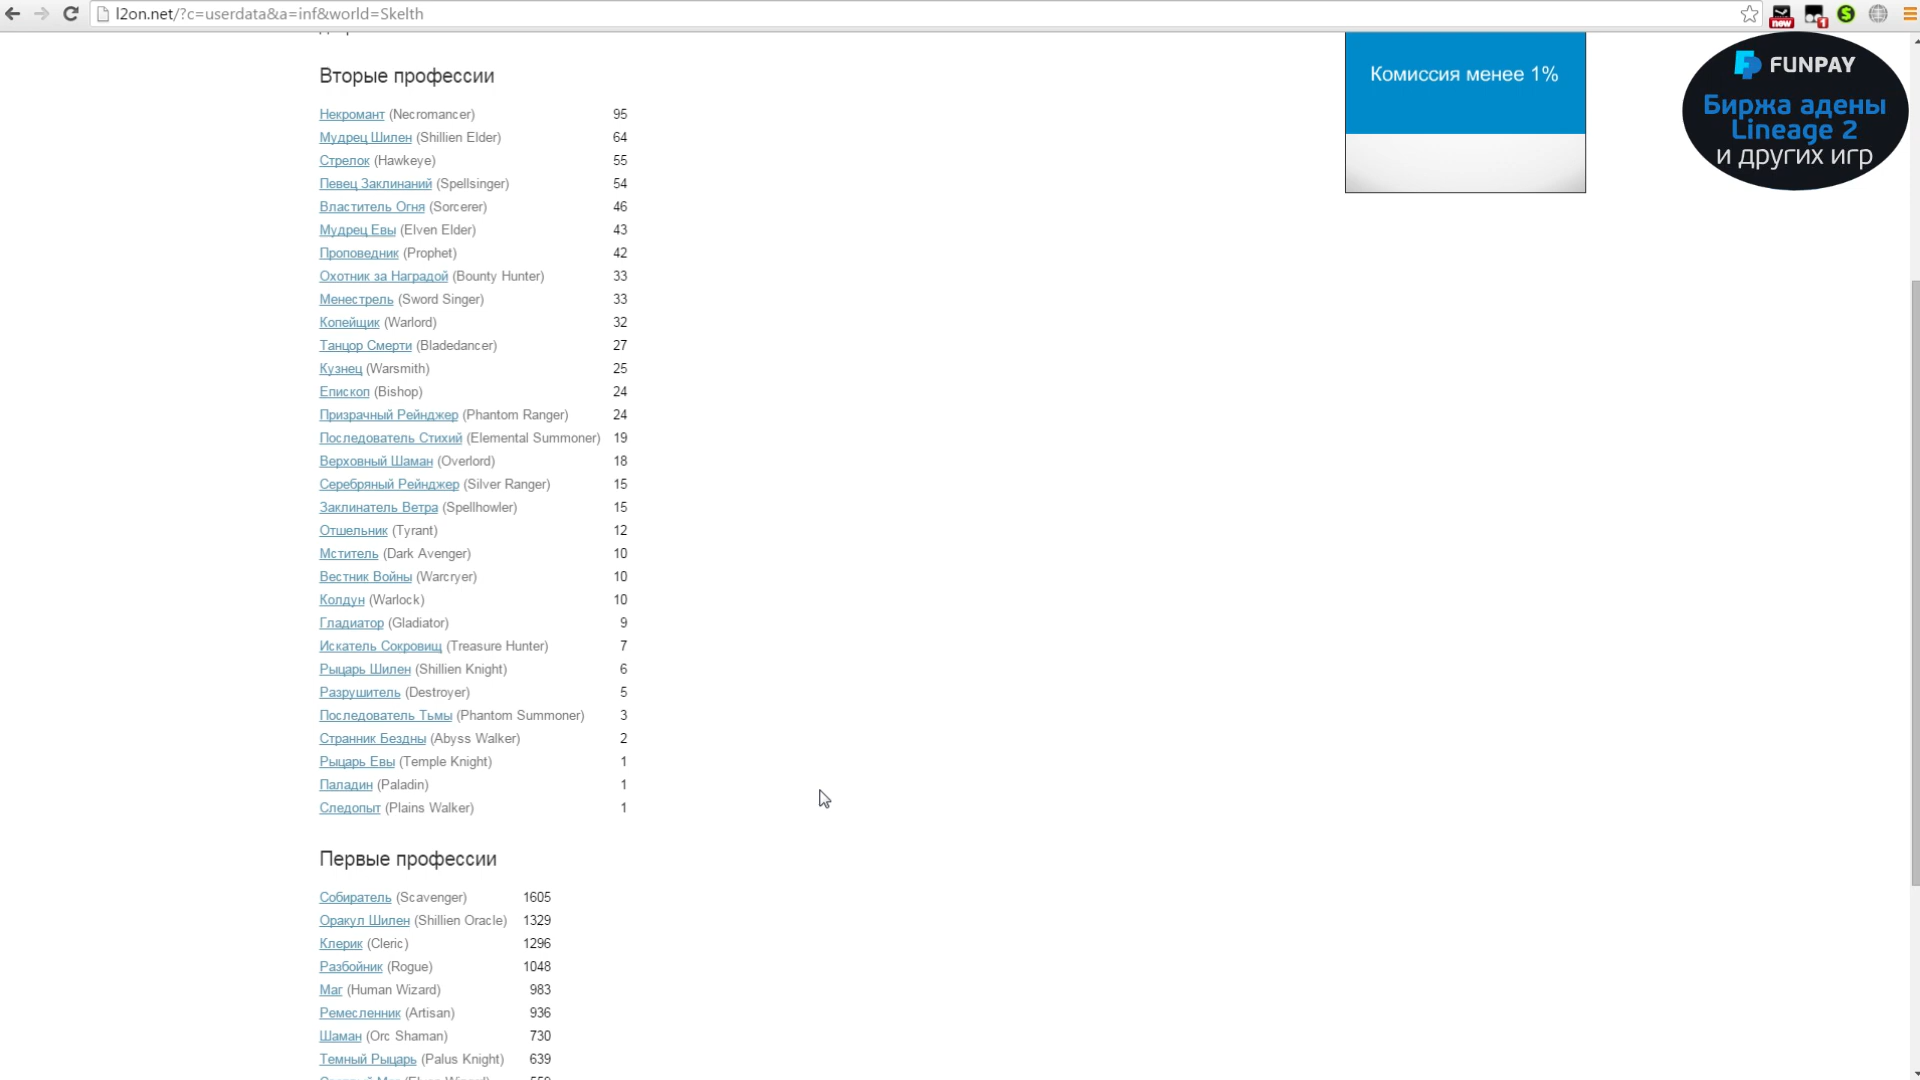 l2on.net/?c=userdata&a=inf&world=Skelth
new
1
FUNPAY
Биржа адены
Lineage 2
и других игр
Комиссия менее 1%
Вторые профессии
Некромант (Necromancer) 95
Мудрец Шилен (Shillien Elder) 64
Стрелок (Hawkeye) 55
Певец Заклинаний (Spellsinger) 54
Властитель Огня (Sorcerer) 46
Мудрец Евы (Elven Elder) 43
Проповедник (Prophet) 42
Охотник за Наградой (Bounty Hunter) 33
Менестрель (Sword Singer) 33
Копейщик (Warlord) 32
Танцор Смерти (Bladedancer) 27
Кузнец (Warsmith) 25
Епископ (Bishop) 24
Призрачный Рейнджер (Phantom Ranger) 24
Последователь Стихий (Elemental Summoner) 19
Верховный Шаман (Overlord) 18
Серебряный Рейнджер (Silver Ranger) 15
Заклинатель Ветра (Spellhowler) 15
Отшельник (Tyrant) 12
Мститель (Dark Avenger) 10
Вестник Войны (Warcryer) 10
Колдун (Warlock) 10
Гладиатор (Gladiator) 9
Искатель Сокровищ (Treasure Hunter) 7
Рыцарь Шилен (Shillien Knight) 6
Разрушитель (Destroyer) 5
Последователь Тьмы (Phantom Summoner) 3
Странник Бездны (Abyss Walker) 2
Рыцарь Евы (Temple Knight) 1
Паладин (Paladin) 1
Следопыт (Plains Walker) 1
Первые профессии
Собиратель (Scavenger) 1605
Оракул Шилен (Shillien Oracle) 1329
Клерик (Cleric) 1296
Разбойник (Rogue) 1048
Маг (Human Wizard) 983
Ремесленник (Artisan) 936
Шаман (Orc Shaman) 730
Темный Рыцарь (Palus Knight) 639